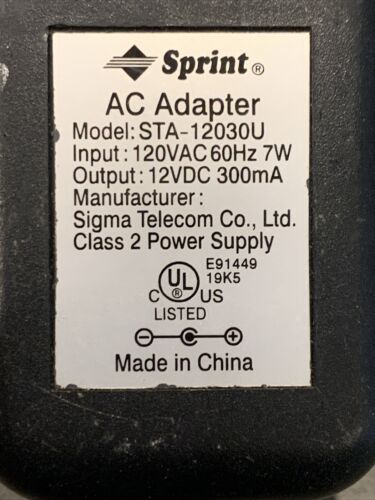 Sprint®
AC Adapter
Model: STA-12030U
Input : 120VAC 60Hz 7W
Output : 12VDC 300mA
Manufacturer :
Sigma Telecom Co., Ltd.
Class 2 Power Supply
E91449
UL® 19K5
C US
LISTED
Made in China